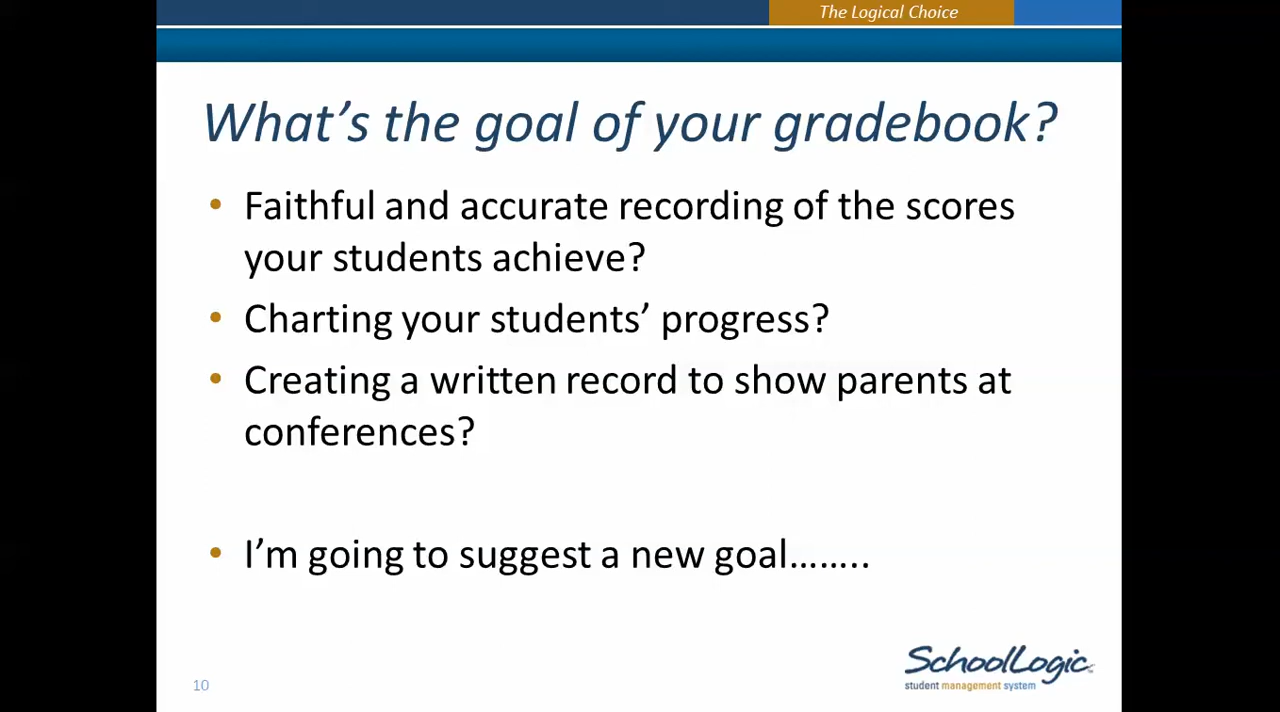 The Logical Choice
What's the goal of your gradebook?
• Faithful and accurate recording of the scores
your students achieve?
• Charting your students' progress?
• Creating a written record to show parents at
conferences?
• I'm going to suggest a new goal……..
SchoolLogic
student management system
10